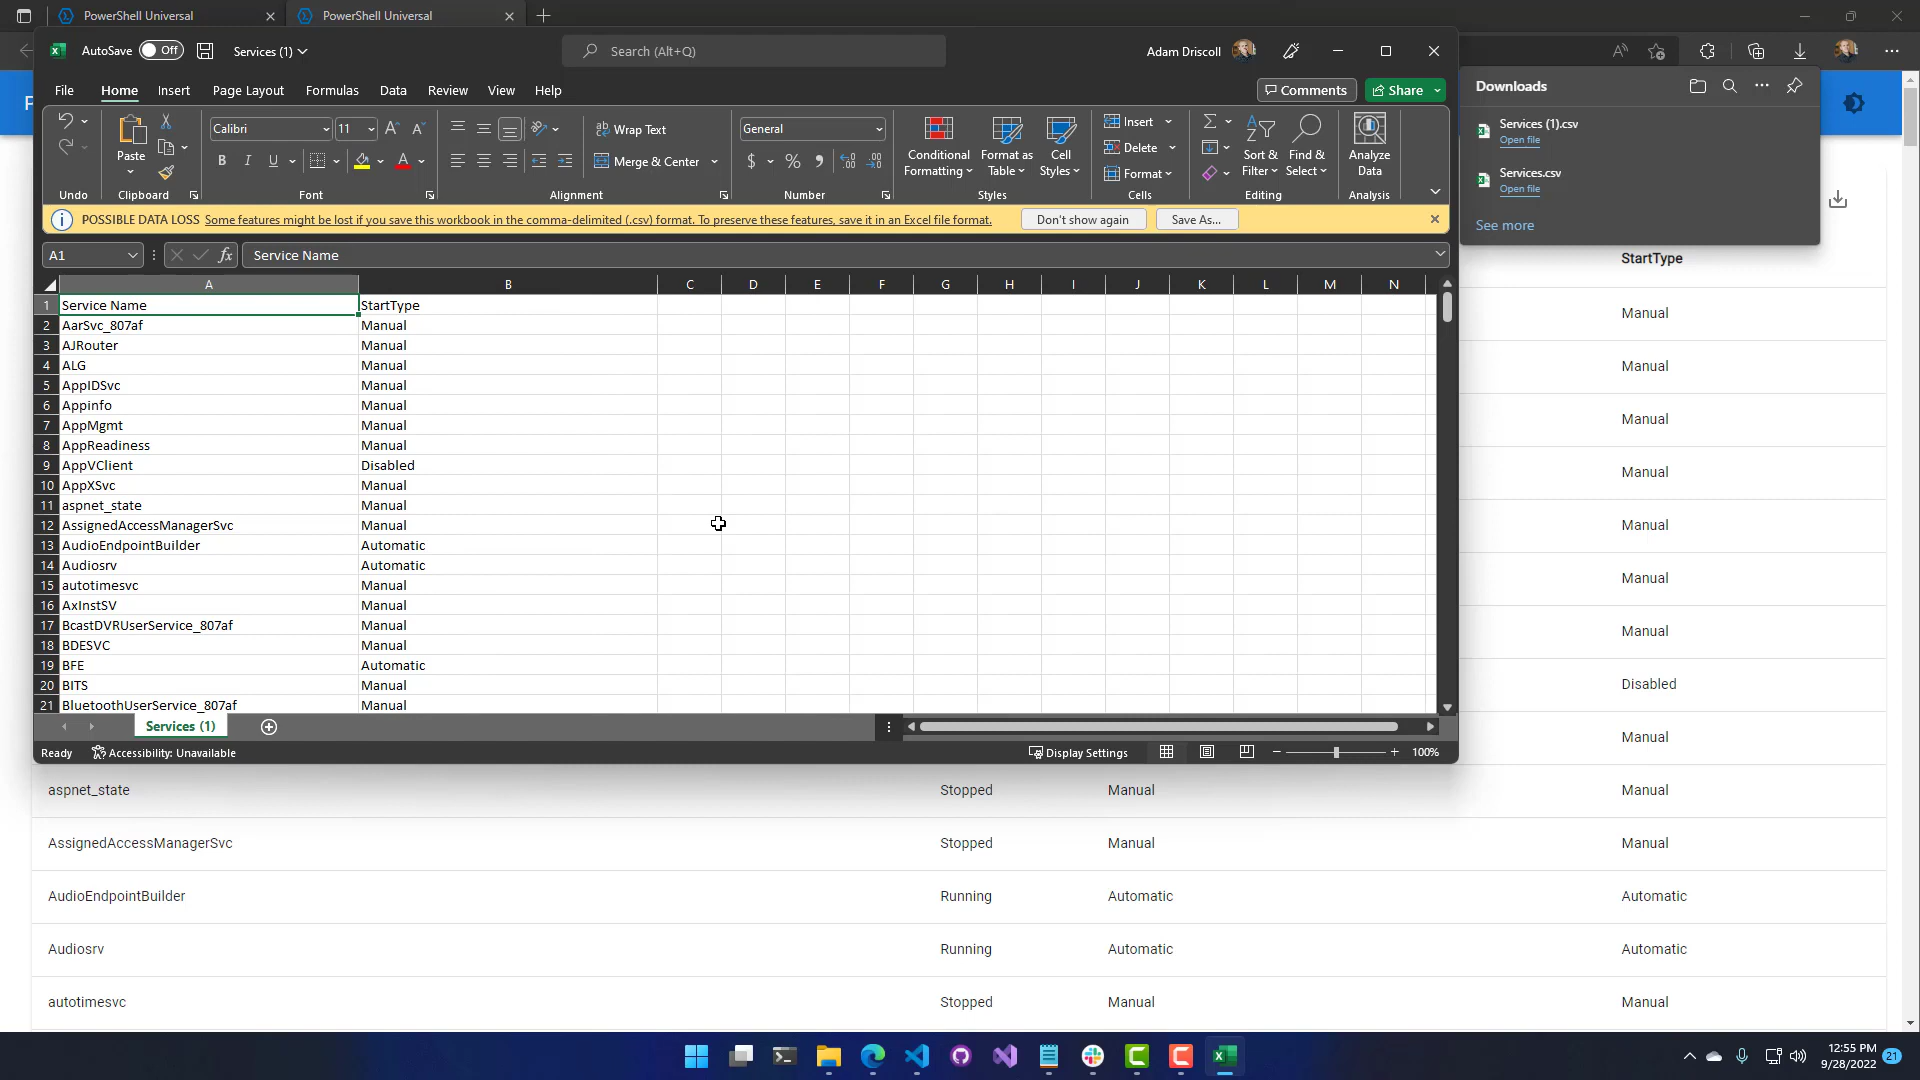 PowerShell Universal
PowerShell Universal
AutoSave
Off
Services (1)
Search (Alt+Q)
Adam Driscoll
File
Home
Insert
Page Layout
Formulas
Data
Review
View
Help
Comments
Share
Paste
Calibri
11
Wrap Text
Merge & Center
General
Conditional
Formatting
Format as
Table
Cell
Styles
Insert
Delete
Format
Sort &
Filter
Find &
Select
Analyze
Data
Undo
Clipboard
Font
Alignment
Number
Styles
Cells
Editing
Analysis
POSSIBLE DATA LOSS Some features might be lost if you save this workbook in the comma-delimited (.csv) format. To preserve these features, save it in an Excel file format.
Don't show again
Save As...
A1
fx
Service Name
A B C D E F G H I J K L M N
1 Service Name StartType
2 AarSvc_807af Manual
3 AJRouter Manual
4 ALG Manual
5 AppIDSvc Manual
6 Appinfo Manual
7 AppMgmt Manual
8 AppReadiness Manual
9 AppVClient Disabled
10 AppXSvc Manual
11 aspnet_state Manual
12 AssignedAccessManagerSvc Manual
13 AudioEndpointBuilder Automatic
14 Audiosrv Automatic
15 autotimesvc Manual
16 AxInstSV Manual
17 BcastDVRUserService_807af Manual
18 BDESVC Manual
19 BFE Automatic
20 BITS Manual
21 BluetoothUserService_807af Manual
Services (1)
Ready
Accessibility: Unavailable
Display Settings
100%
Downloads
Services (1).csv
Open file
Services.csv
Open file
See more
StartType
Manual
Manual
Manual
Manual
Manual
Manual
Manual
Disabled
Manual
aspnet_state Stopped Manual Manual
AssignedAccessManagerSvc Stopped Manual Manual
AudioEndpointBuilder Running Automatic Automatic
Audiosrv Running Automatic Automatic
autotimesvc Stopped Manual Manual
12:55 PM
9/28/2022
21